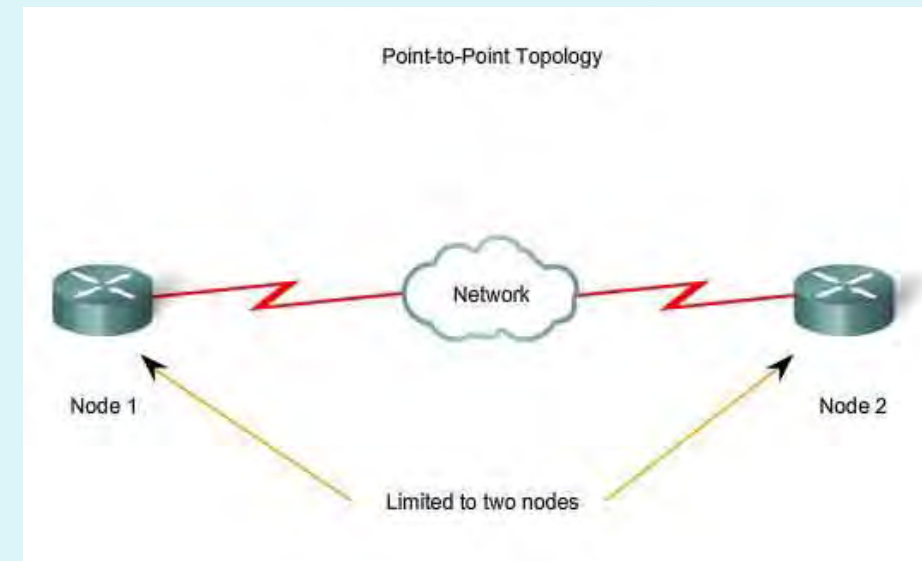 Point-to-Point Topology
Network
Node 1
Node 2
Limited to two nodes